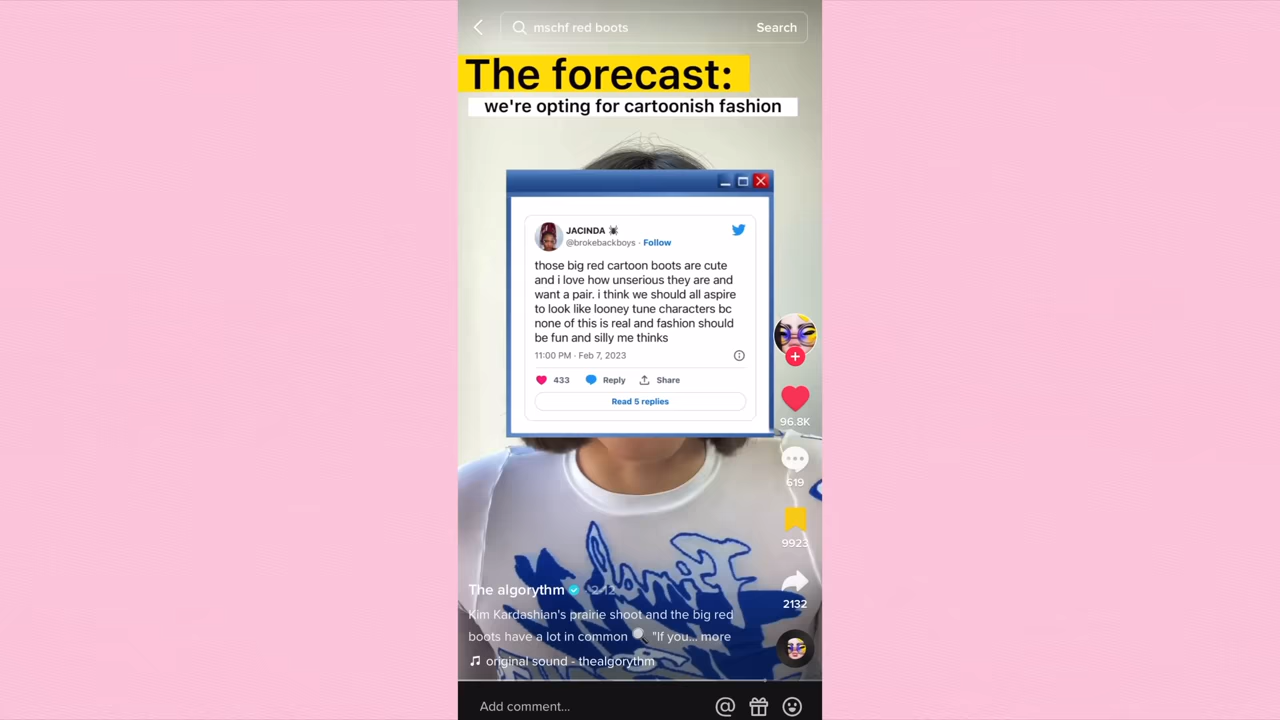 mschf red boots
Search
The forecast:
we're opting for cartoonish fashion
JACINDA 🕷
@brokebackboys · Follow
those big red cartoon boots are cute
and i love how unserious they are and
want a pair. i think we should all aspire
to look like looney tune characters bc
none of this is real and fashion should
be fun and silly me thinks
11:00 PM · Feb 7, 2023
433 Reply Share
Read 5 replies
96.8K
619
9923
2132
The algorythm · 2-12
Kim Kardashian's prairie shoot and the big red
boots have a lot in common 🔍 "If you... more
original sound - thealgorythm
Add comment...